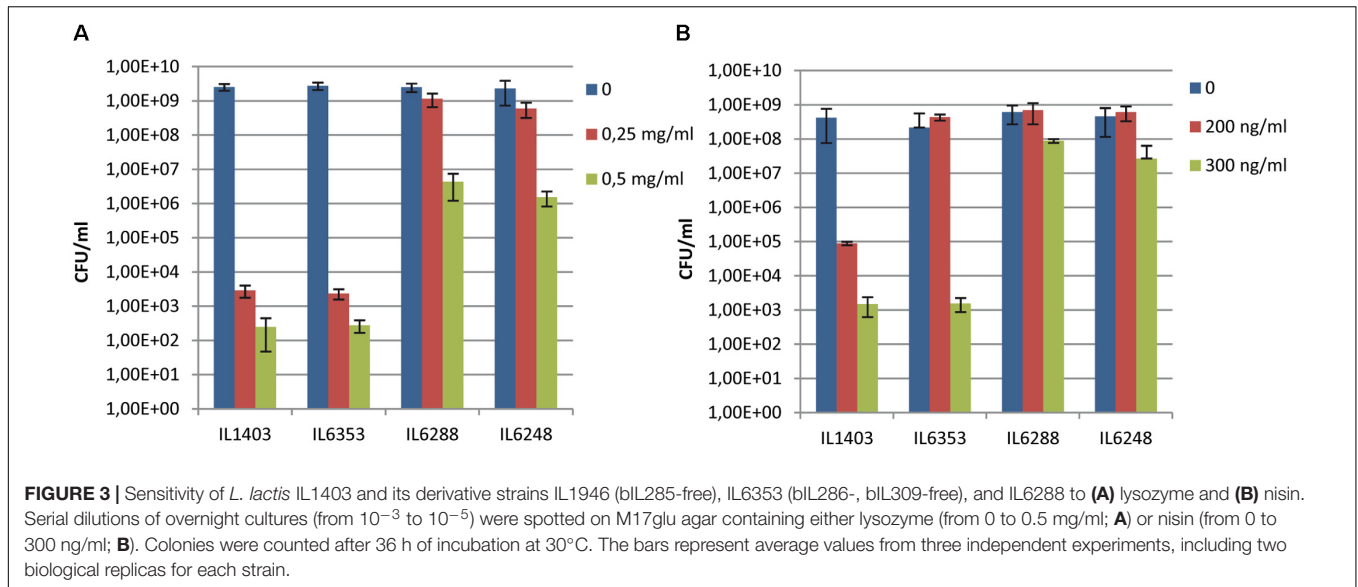 A
1,00E+10
1,00E+09
1,00E+08
1,00E+07
1,00E+06
1,00E+05
1,00E+04
1,00E+03
1,00E+02
1,00E+01
1,00E+00
CFU/ml
IL1403 IL6353 IL6288 IL6248
0
0,25 mg/ml
0,5 mg/ml
B
1,00E+10
1,00E+09
1,00E+08
1,00E+07
1,00E+06
1,00E+05
1,00E+04
1,00E+03
1,00E+02
1,00E+01
1,00E+00
CFU/ml
IL1403 IL6353 IL6288 IL6248
0
200 ng/ml
300 ng/ml
FIGURE 3 | Sensitivity of L. lactis IL1403 and its derivative strains IL1946 (bIL285-free), IL6353 (bIL286-, bIL309-free), and IL6288 to (A) lysozyme and (B) nisin.
Serial dilutions of overnight cultures (from 10⁻³ to 10⁻⁵) were spotted on M17glu agar containing either lysozyme (from 0 to 0.5 mg/ml; A) or nisin (from 0 to
300 ng/ml; B). Colonies were counted after 36 h of incubation at 30°C. The bars represent average values from three independent experiments, including two
biological replicas for each strain.